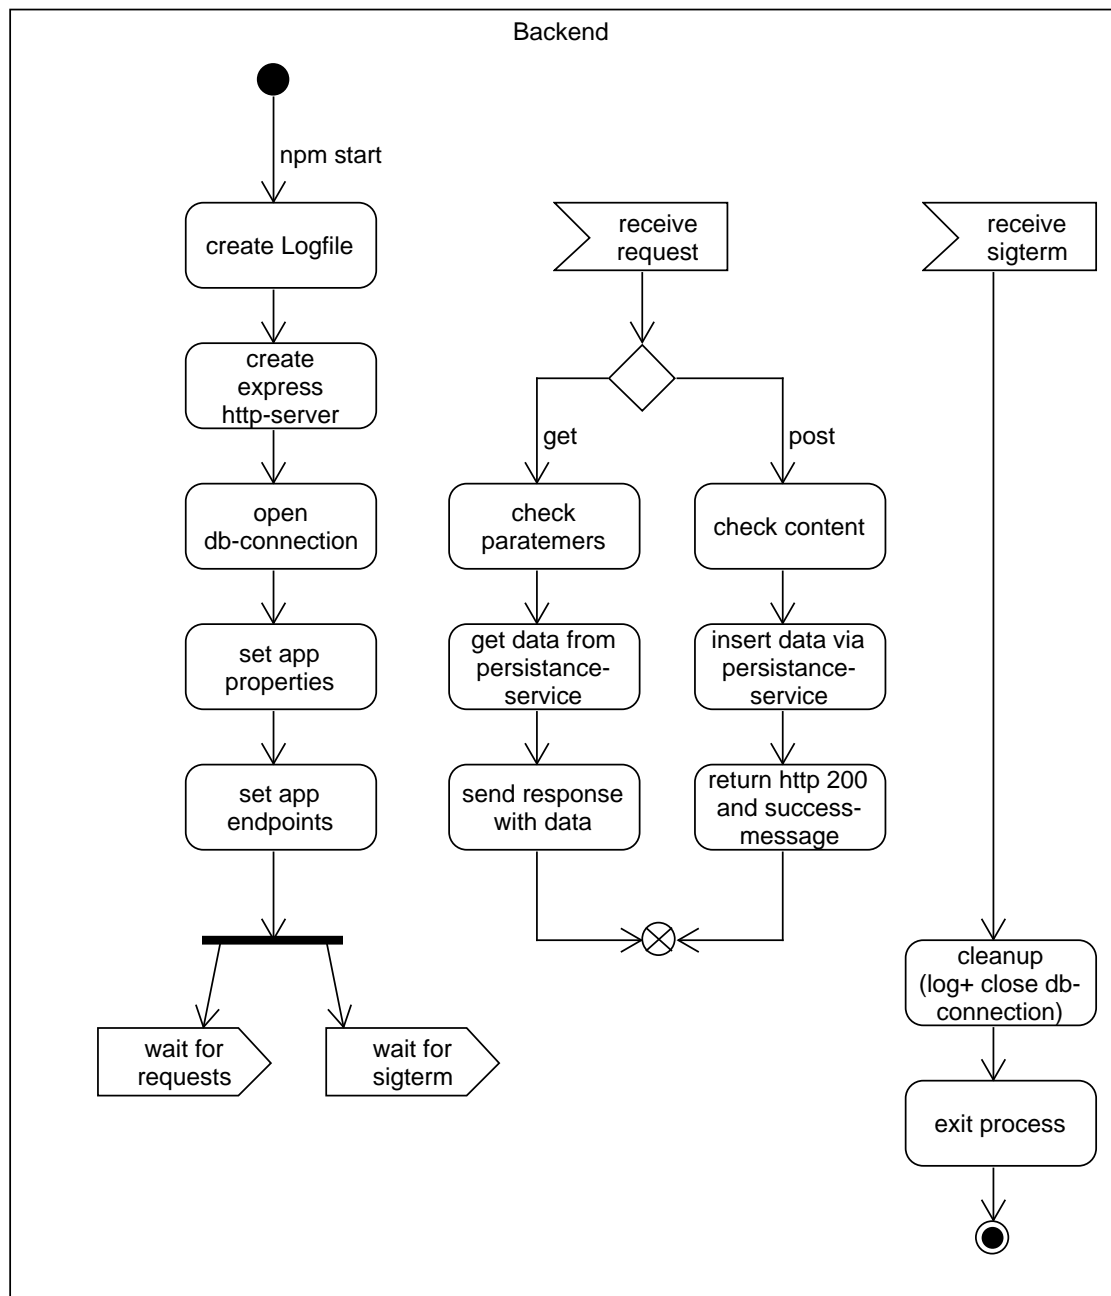 Backend
npm start
create Logfile
create
express
http-server
open
db-connection
set app
properties
set app
endpoints
wait for
requests
wait for
sigterm
receive
request
get
post
check
paratemers
check content
get data from
persistance-
service
insert data via
persistance-
service
send response
with data
return http 200
and success-
message
receive
sigterm
cleanup
(log+ close db-
connection)
exit process